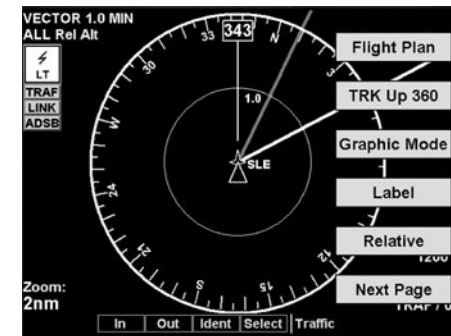 VECTOR 1.0 MIN
ALL Rel Alt
LT
TRAF
LINK
ADSB
343
33
N
3
30
W
24
21
S
15
12
1.0
SLE
Flight Plan
TRK Up 360
Graphic Mode
Label
Relative
1200
Next Page
Zoom:
2nm
In Out Ident Select Traffic